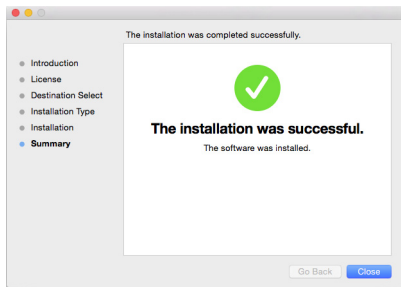 The installation was completed successfully.
Introduction
License
Destination Select
Installation Type
Installation
Summary
The installation was successful.
The software was installed.
Go Back
Close